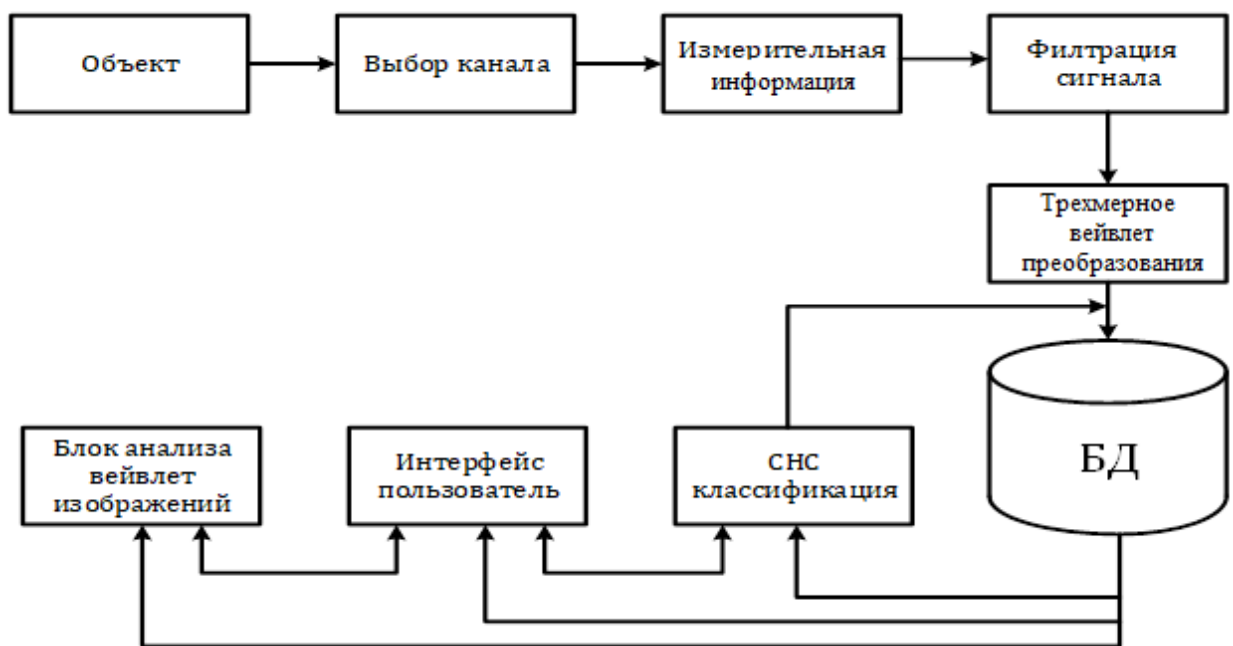 Объект
Выбор канала
Измерительная
информация
Филтрация
сигнала
Трехмерное
вейвлет
преобразования
БД
Блок анализа
вейвлет
изображений
Интерфейс
пользователь
СНС
классификация